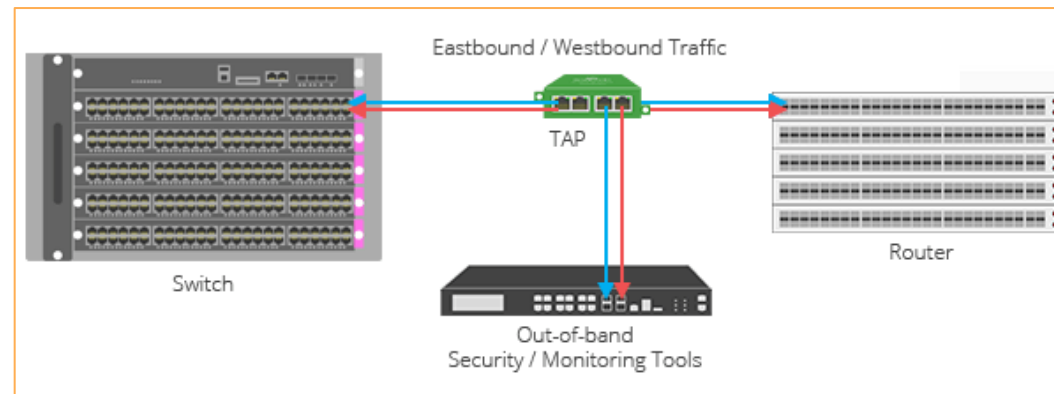 Eastbound / Westbound Traffic
TAP
Router
Switch
Out-of-band
Security / Monitoring Tools